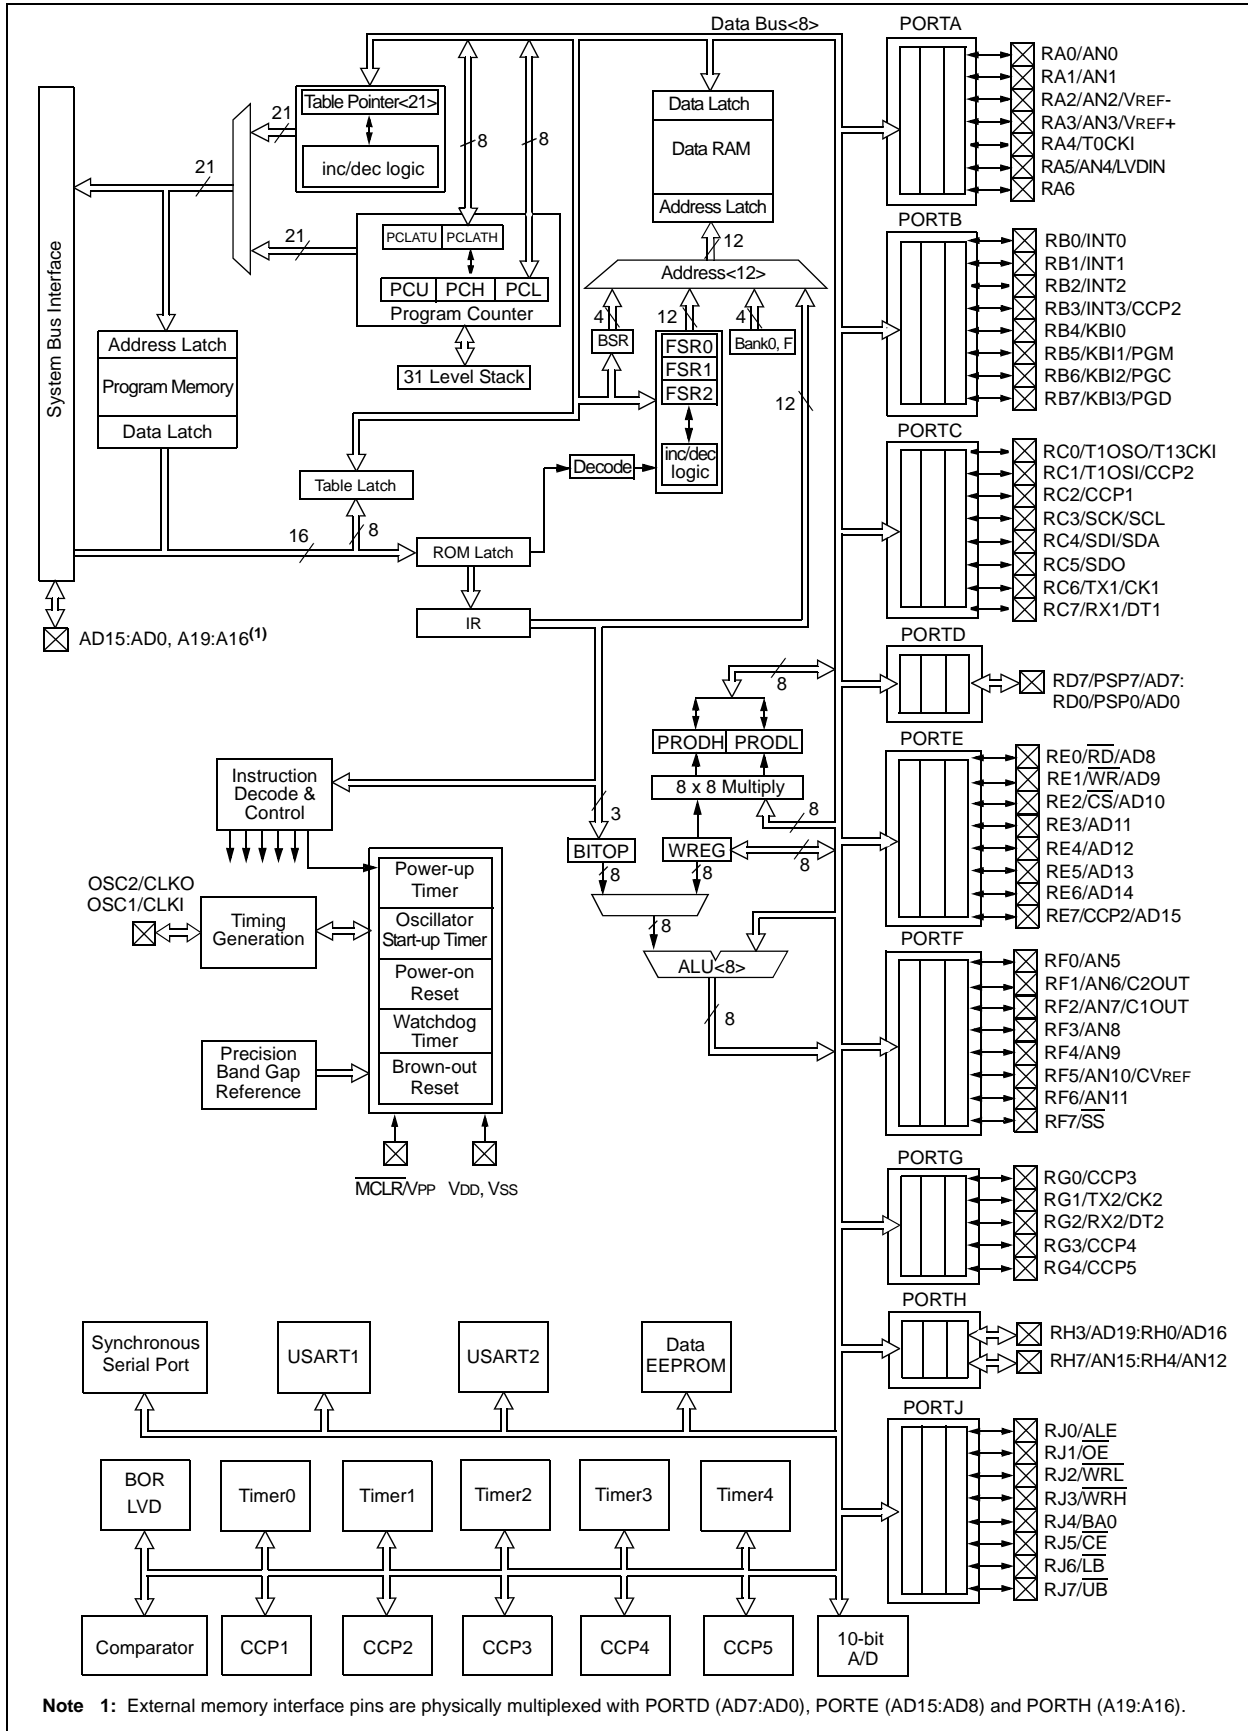 Data Bus<8>
Table Pointer<21>
inc/dec logic
21
21
21
8
8
PCLATU PCLATH
PCU PCH PCL
Program Counter
31 Level Stack
System Bus Interface
Address Latch
Program Memory
Data Latch
Data Latch
Data RAM
Address Latch
12
Address<12>
4
12
4
BSR
FSR0
FSR1
FSR2
inc/dec
logic
Bank0, F
12
Decode
Table Latch
8
16
ROM Latch
IR
AD15:AD0, A19:A16(1)
8
PRODH PRODL
8 x 8 Multiply
8
3
BITOP
WREG
8
8
8
8
ALU<8>
8
Instruction
Decode &
Control
OSC2/CLKO
OSC1/CLKI
Timing
Generation
Power-up
Timer
Oscillator
Start-up Timer
Power-on
Reset
Watchdog
Timer
Brown-out
Reset
Precision
Band Gap
Reference
MCLR/VPP
VDD, VSS
Synchronous
Serial Port
USART1
USART2
Data
EEPROM
BOR
LVD
Timer0
Timer1
Timer2
Timer3
Timer4
Comparator
CCP1
CCP2
CCP3
CCP4
CCP5
10-bit
A/D
PORTA
RA0/AN0
RA1/AN1
RA2/AN2/VREF-
RA3/AN3/VREF+
RA4/T0CKI
RA5/AN4/LVDIN
RA6
PORTB
RB0/INT0
RB1/INT1
RB2/INT2
RB3/INT3/CCP2
RB4/KBI0
RB5/KBI1/PGM
RB6/KBI2/PGC
RB7/KBI3/PGD
PORTC
RC0/T1OSO/T13CKI
RC1/T1OSI/CCP2
RC2/CCP1
RC3/SCK/SCL
RC4/SDI/SDA
RC5/SDO
RC6/TX1/CK1
RC7/RX1/DT1
PORTD
RD7/PSP7/AD7:
RD0/PSP0/AD0
PORTE
RE0/RD/AD8
RE1/WR/AD9
RE2/CS/AD10
RE3/AD11
RE4/AD12
RE5/AD13
RE6/AD14
RE7/CCP2/AD15
PORTF
RF0/AN5
RF1/AN6/C2OUT
RF2/AN7/C1OUT
RF3/AN8
RF4/AN9
RF5/AN10/CVREF
RF6/AN11
RF7/SS
PORTG
RG0/CCP3
RG1/TX2/CK2
RG2/RX2/DT2
RG3/CCP4
RG4/CCP5
PORTH
RH3/AD19:RH0/AD16
RH7/AN15:RH4/AN12
PORTJ
RJ0/ALE
RJ1/OE
RJ2/WRL
RJ3/WRH
RJ4/BA0
RJ5/CE
RJ6/LB
RJ7/UB
Note 1: External memory interface pins are physically multiplexed with PORTD (AD7:AD0), PORTE (AD15:AD8) and PORTH (A19:A16).